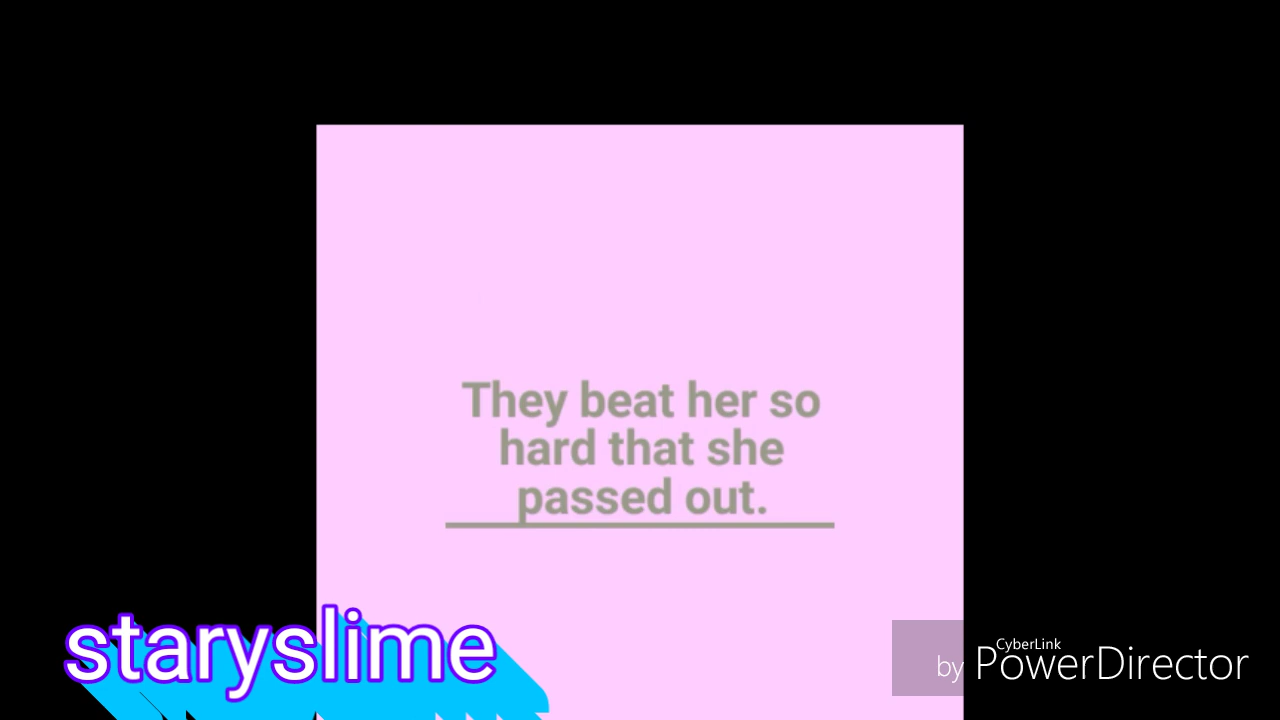 They beat her so
hard that she
passed out.
staryslime
CyberLink
by PowerDirector